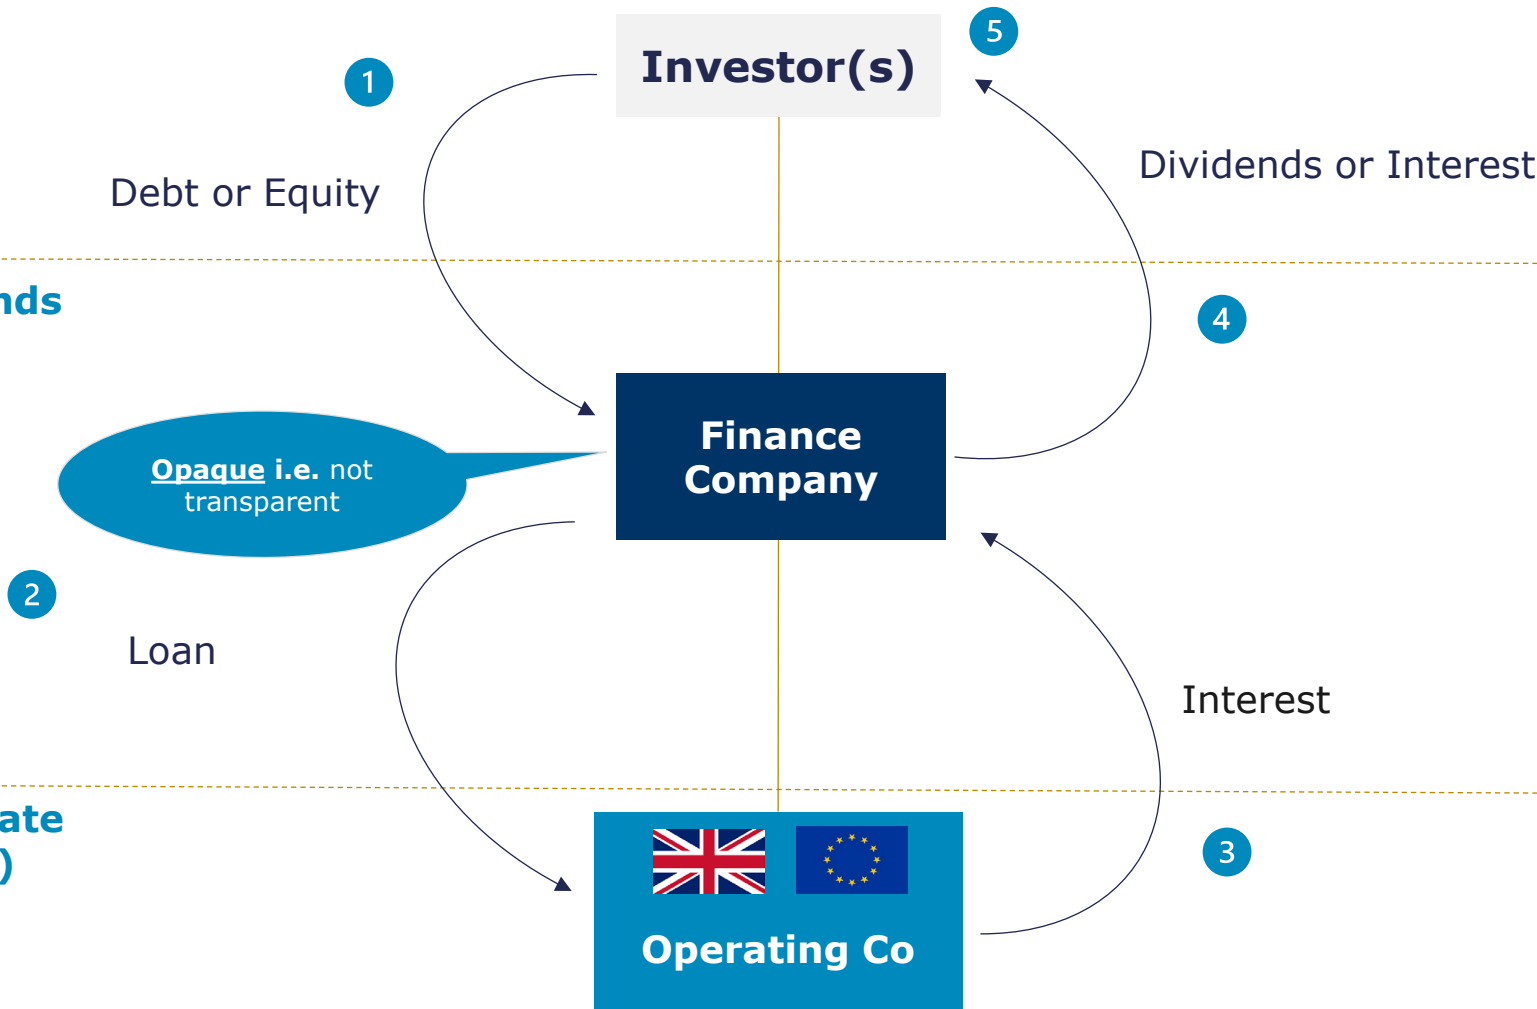 5
Investor(s)
1
Dividends or Interest
Debt or Equity
nds
4
Finance
Company
Opaque i.e. not
transparent
2
Loan
Interest
ate
)
3
Operating Co